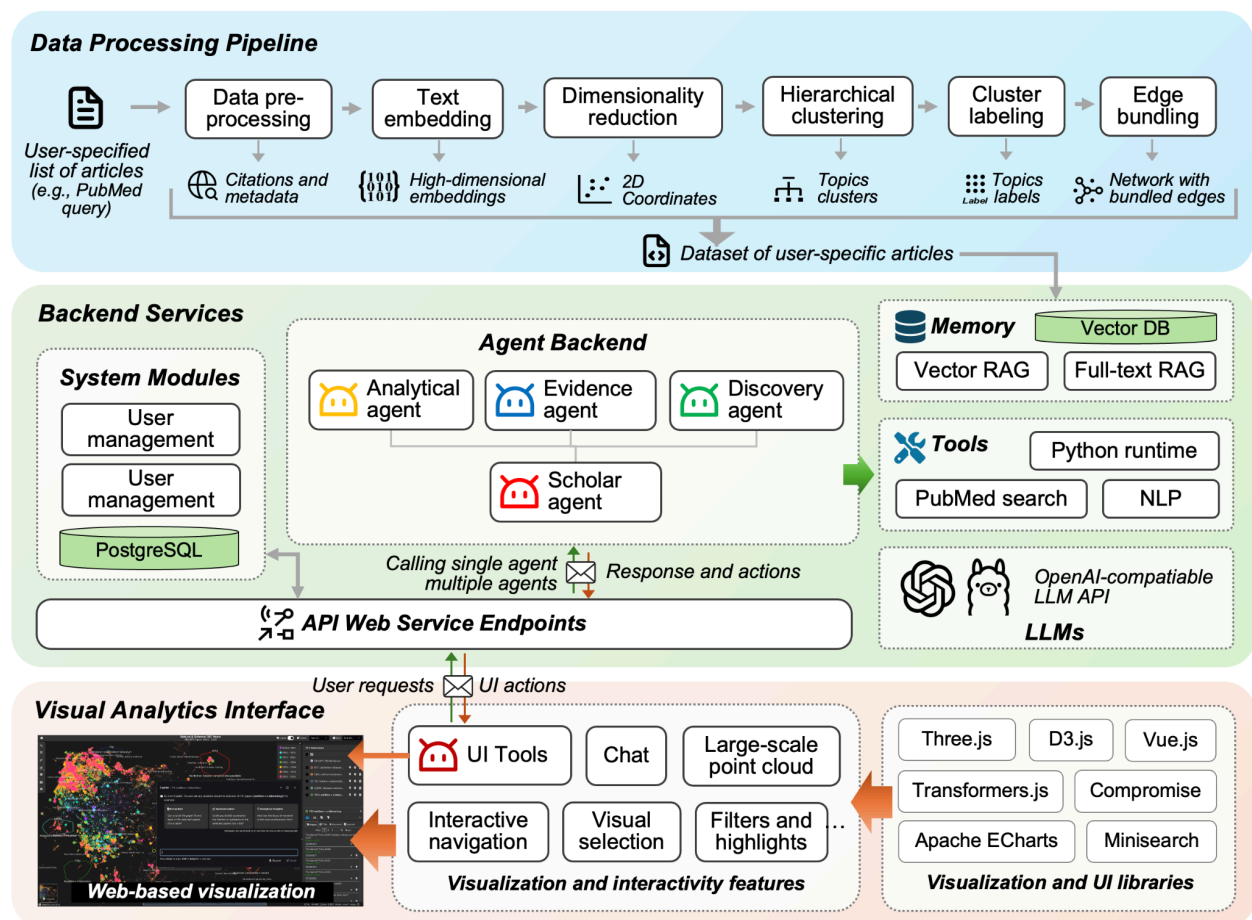 Data Processing Pipeline
User-specified
list of articles
(e.g., PubMed
query)
Data pre-
processing
Text
embedding
Dimensionality
reduction
Hierarchical
clustering
Cluster
labeling
Edge
bundling
Citations and
metadata
{101
010
101}
High-dimensional
embeddings
2D
Coordinates
Topics
clusters
Label
Topics
labels
Network with
bundled edges
Dataset of user-specific articles
Backend Services
System Modules
User
management
User
management
PostgreSQL
Agent Backend
Analytical
agent
Evidence
agent
Discovery
agent
Scholar
agent
Memory
Vector DB
Vector RAG
Full-text RAG
Tools
Python runtime
PubMed search
NLP
OpenAI-compatiable
LLM API
LLMs
Calling single agent
multiple agents
Response and actions
API Web Service Endpoints
User requests
UI actions
Visual Analytics Interface
Web-based visualization
UI Tools
Chat
Large-scale
point cloud
Interactive
navigation
Visual
selection
Filters and
highlights
...
Visualization and interactivity features
Three.js
D3.js
Vue.js
Transformers.js
Compromise
Apache ECharts
Minisearch
Visualization and UI libraries